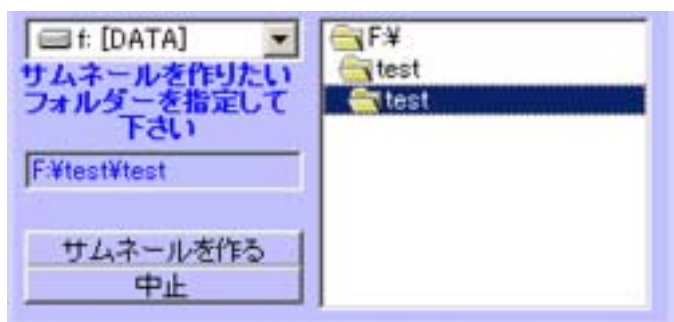 f: [DATA]
サムネールを作りたい
フォルダーを指定して
下さい
F:¥test¥test
サムネールを作る
中止
F:¥
test
test